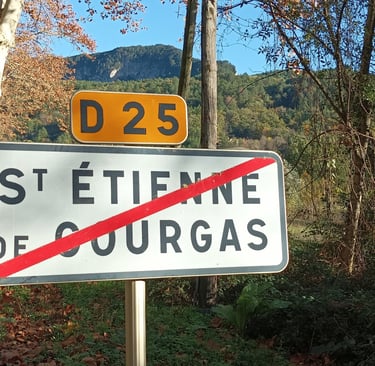 D 25
ST ÉTIENNE
DE GOURGAS